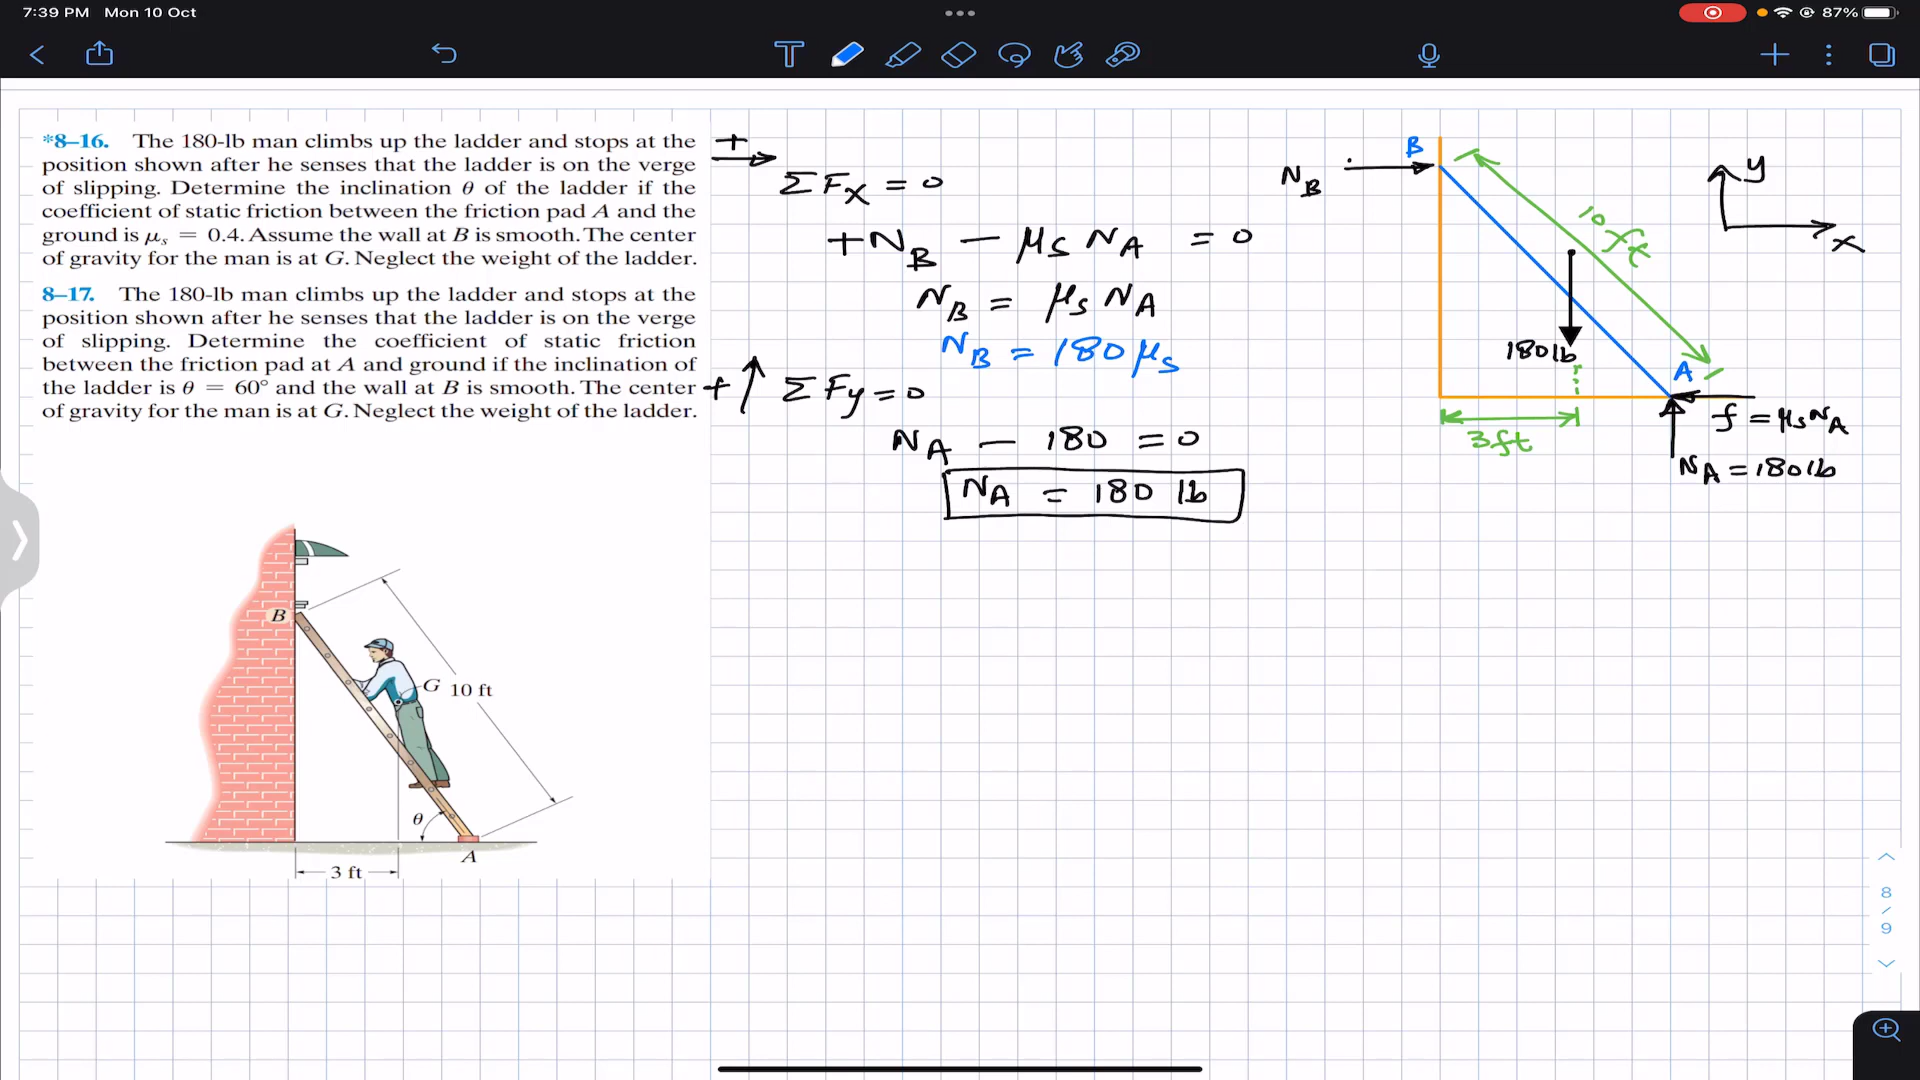 7:39 PM Mon 10 Oct
87%
*8–16. The 180-lb man climbs up the ladder and stops at the
position shown after he senses that the ladder is on the verge
of slipping. Determine the inclination θ of the ladder if the
coefficient of static friction between the friction pad A and the
ground is μs = 0.4. Assume the wall at B is smooth. The center
of gravity for the man is at G. Neglect the weight of the ladder.
8–17. The 180-lb man climbs up the ladder and stops at the
position shown after he senses that the ladder is on the verge
of slipping. Determine the coefficient of static friction
between the friction pad at A and ground if the inclination of
the ladder is θ = 60° and the wall at B is smooth. The center
of gravity for the man is at G. Neglect the weight of the ladder.
B
G 10 ft
θ
A
3 ft
+→ ΣFx = 0
+NB − μs NA = 0
NB = μs NA
NB = 180 μs
+↑ ΣFy = 0
NA − 180 = 0
NA = 180 lb
B
NB
10 ft
y
x
180 lb
A
3 ft
f = μs NA
NA = 180 lb
8
/
9